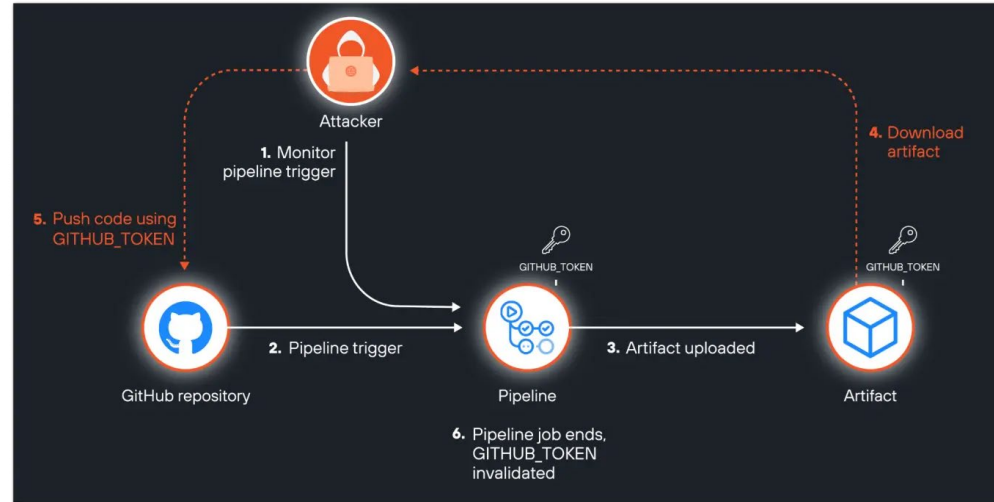 Attacker
1. Monitor
pipeline trigger
4. Download
artifact
5. Push code using
GITHUB_TOKEN
GITHUB_TOKEN
GITHUB_TOKEN
2. Pipeline trigger
3. Artifact uploaded
GitHub repository
Pipeline
Artifact
6. Pipeline job ends,
GITHUB_TOKEN
invalidated